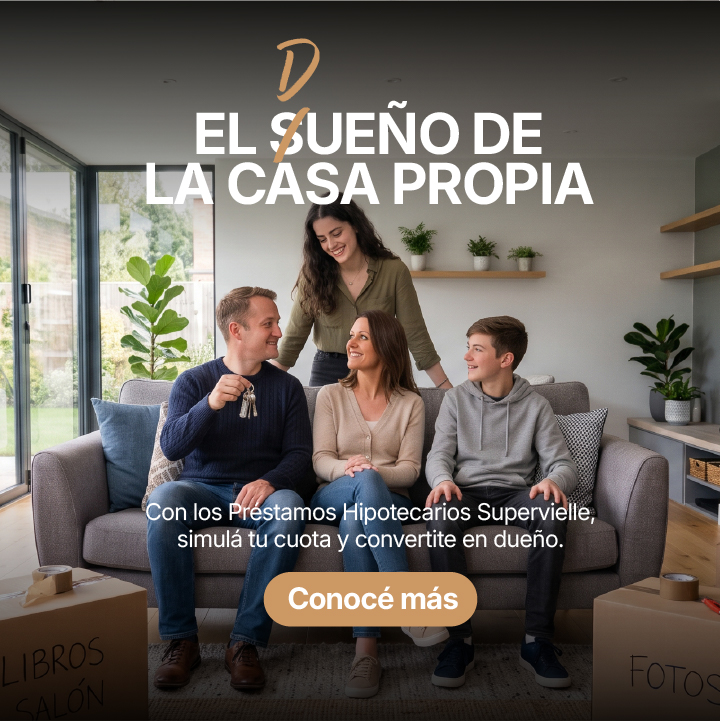 D
EL SUEÑO DE
LA CASA PROPIA
Con los Préstamos Hipotecarios Supervielle,
simulá tu cuota y convertite en dueño.
Conocé más
LIBROS
SALÓN
FOTOS